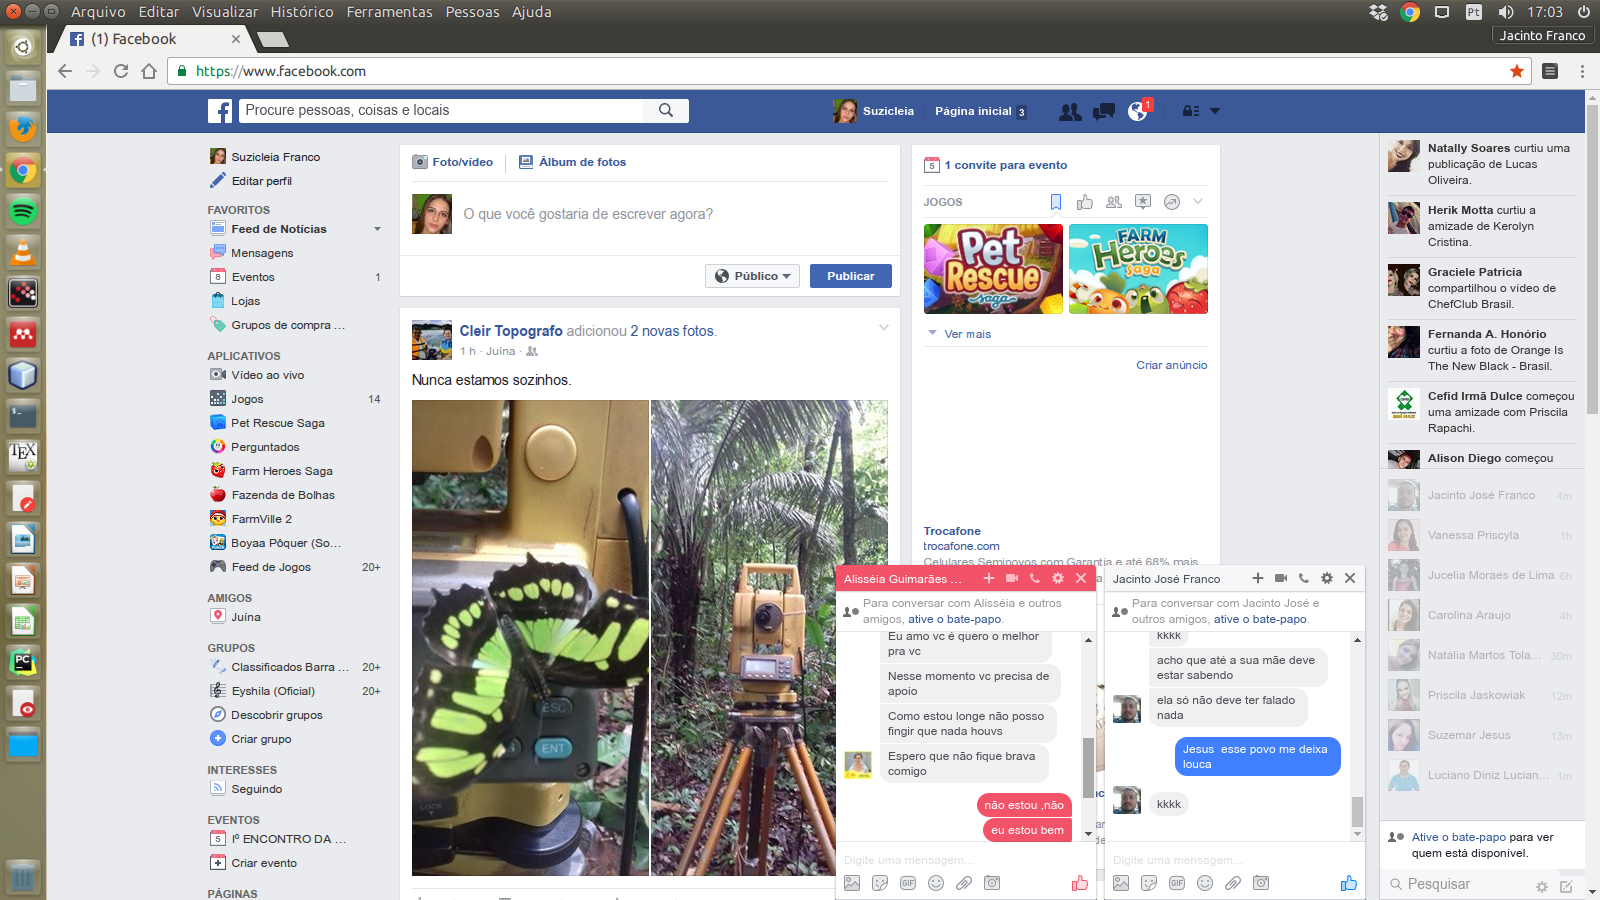 Arquivo Editar Visualizar Histórico Ferramentas Pessoas Ajuda
Pt
17:03
(1) Facebook
Jacinto Franco
https://www.facebook.com
Procure pessoas, coisas e locais
Suzicleia
Página inicial 3
1
Suzicleia Franco
Editar perfil
FAVORITOS
Feed de Notícias
Mensagens
Eventos 1
Lojas
Grupos de compra ...
APLICATIVOS
Vídeo ao vivo
Jogos 14
Pet Rescue Saga
Perguntados
Farm Heroes Saga
Fazenda de Bolhas
FarmVille 2
Boyaa Pôquer (So...
Feed de Jogos 20+
AMIGOS
Juína
GRUPOS
Classificados Barra ... 20+
Eyshila (Oficial) 20+
Descobrir grupos
Criar grupo
INTERESSES
Seguindo
EVENTOS
Iº ENCONTRO DA ...
Criar evento
PÁGINAS
Foto/vídeo
Álbum de fotos
O que você gostaria de escrever agora?
Público
Publicar
Cleir Topografo adicionou 2 novas fotos.
1 h · Juína ·
Nunca estamos sozinhos.
ESC
ENT
LOCK
1 convite para evento
JOGOS
Pet
Rescue
saga
FARM
Heroes
Saga
Ver mais
Criar anúncio
Trocafone
trocafone.com
Celulares Seminovos com Garantia e até 68% mais
Alisséia Guimarães ...
Para conversar com Alisséia e outros
amigos, ative o bate-papo.
Eu amo vc é quero o melhor
pra vc
Nesse momento vc precisa de
apoio
Como estou longe não posso
fingir que nada houvs
Espero que não fique brava
comigo
não estou ,não
eu estou bem
Digite uma mensagem...
GIF
Jacinto José Franco
Para conversar com Jacinto José e
outros amigos, ative o bate-papo.
kkkk
acho que até a sua mãe deve
estar sabendo
ela só não deve ter falado
nada
Jesus esse povo me deixa
louca
kkkk
Digite uma mensagem...
GIF
Natally Soares curtiu uma
publicação de Lucas
Oliveira.
Herik Motta curtiu a
amizade de Kerolyn
Cristina.
Graciele Patricia
compartilhou o vídeo de
ChefClub Brasil.
Fernanda A. Honório
curtiu a foto de Orange Is
The New Black - Brasil.
Cefid Irmã Dulce começou
uma amizade com Priscila
Rapachi.
Alison Diego começou
Jacinto José Franco 4m
Vanessa Priscyla 1h
Jucelia Moraes de Lima 6h
Carolina Araujo 4h
Natália Martos Tola... 30m
Priscila Jaskowiak 12m
Suzemar Jesus 13m
Luciano Diniz Lucian... 1m
Ative o bate-papo para ver
quem está disponível.
Pesquisar